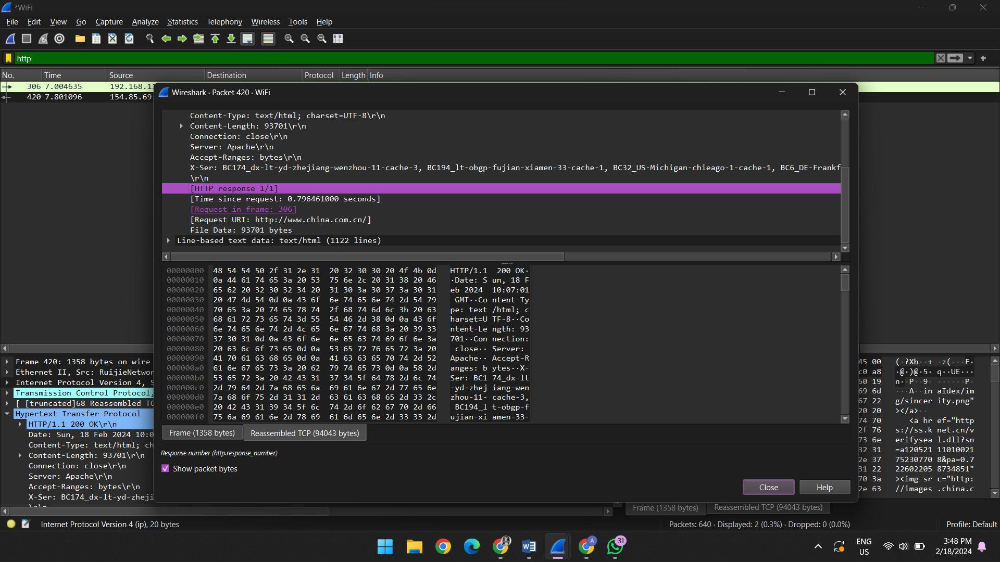 *WiFi
File Edit View Go Capture Analyze Statistics Telephony Wireless Tools Help
http
No. Time Source Destination Protocol Length Info
306 7.004635 192.168.11
420 7.801096 154.85.69
Wireshark · Packet 420 · WiFi
Content-Type: text/html; charset=UTF-8\r\n
Content-Length: 93701\r\n
Connection: close\r\n
Server: Apache\r\n
Accept-Ranges: bytes\r\n
X-Ser: BC174_dx-lt-yd-zhejiang-wenzhou-11-cache-3, BC194_lt-obgp-fujian-xiamen-33-cache-1, BC32_US-Michigan-chieago-1-cache-1, BC6_DE-Frankf
\r\n
[HTTP response 1/1]
[Time since request: 0.796461000 seconds]
[Request in frame: 306]
[Request URI: http://www.china.com.cn/]
File Data: 93701 bytes
Line-based text data: text/html (1122 lines)
00000000 48 54 54 50 2f 31 2e 31 20 32 30 30 20 4f 4b 0d HTTP/1.1 200 OK·
00000010 0a 44 61 74 65 3a 20 53 75 6e 2c 20 31 38 20 46 ·Date: S un, 18 F
00000020 65 62 20 32 30 32 34 20 31 30 3a 30 37 3a 30 31 eb 2024 10:07:01
00000030 20 47 4d 54 0d 0a 43 6f 6e 74 65 6e 74 2d 54 79 GMT··Co ntent-Ty
00000040 70 65 3a 20 74 65 78 74 2f 68 74 6d 6c 3b 20 63 pe: text /html; c
00000050 68 61 72 73 65 74 3d 55 54 46 2d 38 0d 0a 43 6f harset=U TF-8··Co
00000060 6e 74 65 6e 74 2d 4c 65 6e 67 74 68 3a 20 39 33 ntent-Le ngth: 93
00000070 37 30 31 0d 0a 43 6f 6e 6e 65 63 74 69 6f 6e 3a 701··Con nection:
00000080 20 63 6c 6f 73 65 0d 0a 53 65 72 76 65 72 3a 20 close·· Server:
00000090 41 70 61 63 68 65 0d 0a 41 63 63 65 70 74 2d 52 Apache·· Accept-R
000000a0 61 6e 67 65 73 3a 20 62 79 74 65 73 0d 0a 58 2d anges: b ytes··X-
000000b0 53 65 72 3a 20 42 43 31 37 34 5f 64 78 2d 6c 74 Ser: BC1 74_dx-lt
000000c0 2d 79 64 2d 7a 68 65 6a 69 61 6e 67 2d 77 65 6e -yd-zhej iang-wen
000000d0 7a 68 6f 75 2d 31 31 2d 63 61 63 68 65 2d 33 2c zhou-11- cache-3,
000000e0 20 42 43 31 39 34 5f 6c 74 2d 6f 62 67 70 2d 66 BC194_l t-obgp-f
000000f0 75 6a 69 61 6e 2d 78 69 61 6d 65 6e 2d 33 33 2d ujian-xi amen-33-
Frame (1358 bytes) Reassembled TCP (94043 bytes)
Response number (http.response_number)
Show packet bytes
Close Help
Frame 420: 1358 bytes on wire
Ethernet II, Src: RuijieNetwor
Internet Protocol Version 4, S
Transmission Control Protocol,
[ [truncated]68 Reassembled TC
Hypertext Transfer Protocol
HTTP/1.1 200 OK\r\n
Date: Sun, 18 Feb 2024 10:0
Content-Type: text/html; ch
Content-Length: 93701\r\n
Connection: close\r\n
Server: Apache\r\n
Accept-Ranges: bytes\r\n
X-Ser: BC174_dx-lt-yd-zheji
45 00 (·?Xb··+ ·z(···E·
c0 a8 ·@·)@·5· q··UE···
50 19 n··P··9· ·····P·
69 6d ···A··in aIdex/im
67 22 g/sincer ity.png"
20 20 ></a>··
74 70 <a hr ef="http
2f 76 s://ss.k net.cn/v
73 6e erifysea l.dll?sn
32 31 =a120521 11010021
2e 37 75230770 8&pa=0.7
31 22 22602205 8734851"
70 3a ><img sr c="http:
2e 63 //images .china.c
Frame (1358 bytes) Reassembled TCP (94043 bytes)
Internet Protocol Version 4 (ip), 20 bytes Packets: 640 · Displayed: 2 (0.3%) · Dropped: 0 (0.0%) Profile: Default
A
31
ENG
US
3:48 PM
2/18/2024